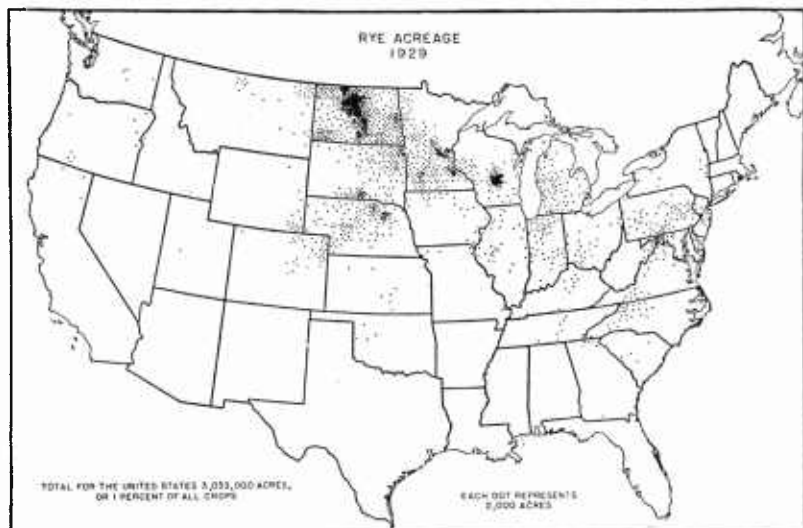 RYE ACREAGE
1929
TOTAL FOR THE UNITED STATES 3,033,000 ACRES,
OR 1 PERCENT OF ALL CROPS
EACH DOT REPRESENTS
2,000 ACRES